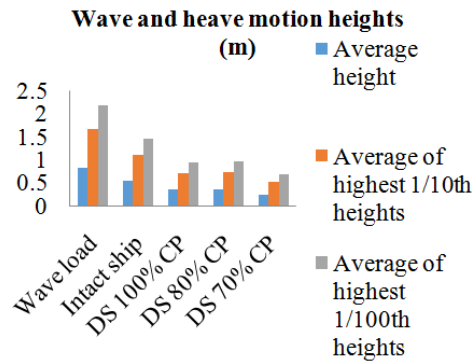 Wave and heave motion heights
(m)
2.5
2
1.5
1
0.5
0
Wave load
Intact ship
DS 100% CP
DS 80% CP
DS 70% CP
Average
height
Average of
highest 1/10th
heights
Average of
highest
1/100th
heights